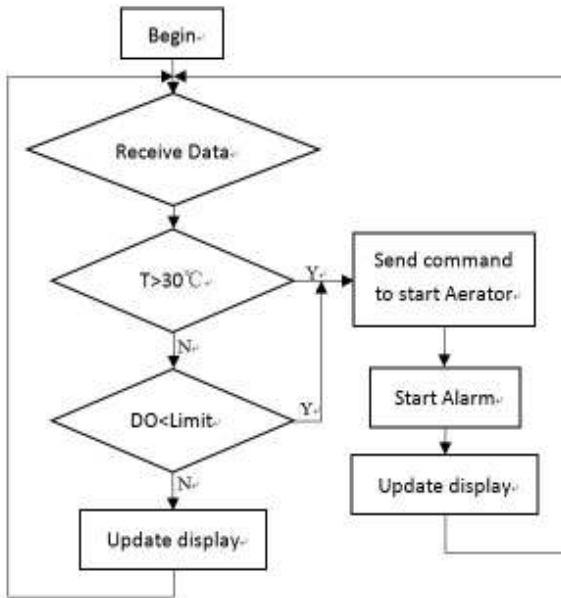 Begin
Receive Data
T>30℃
Y
Send command
to start Aerator
N
DO<Limit
Y
Start Alarm
N
Update display
Update display